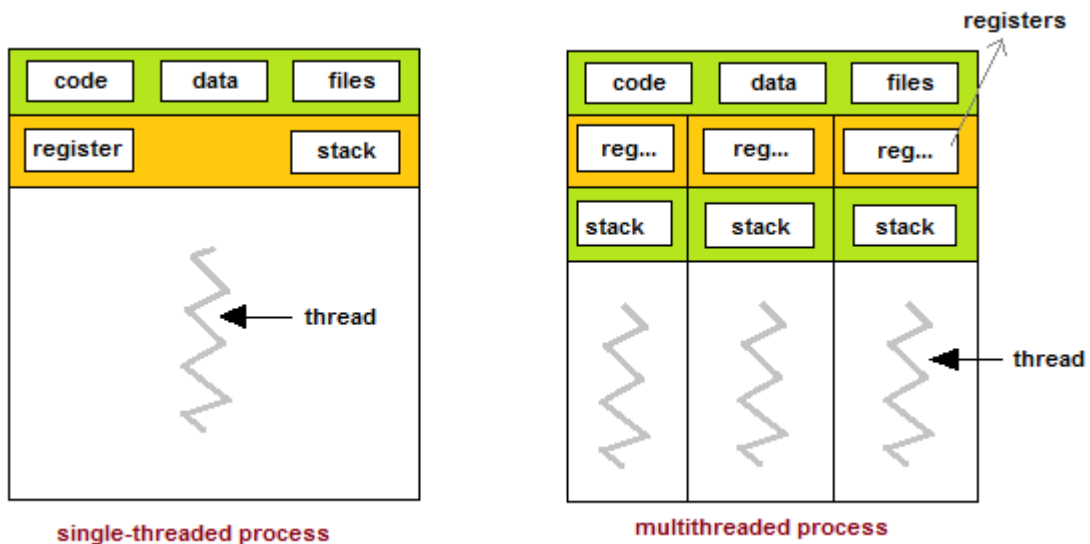 registers
code data files
register stack
thread
single-threaded process
code data files
reg... reg... reg...
stack stack stack
thread
multithreaded process